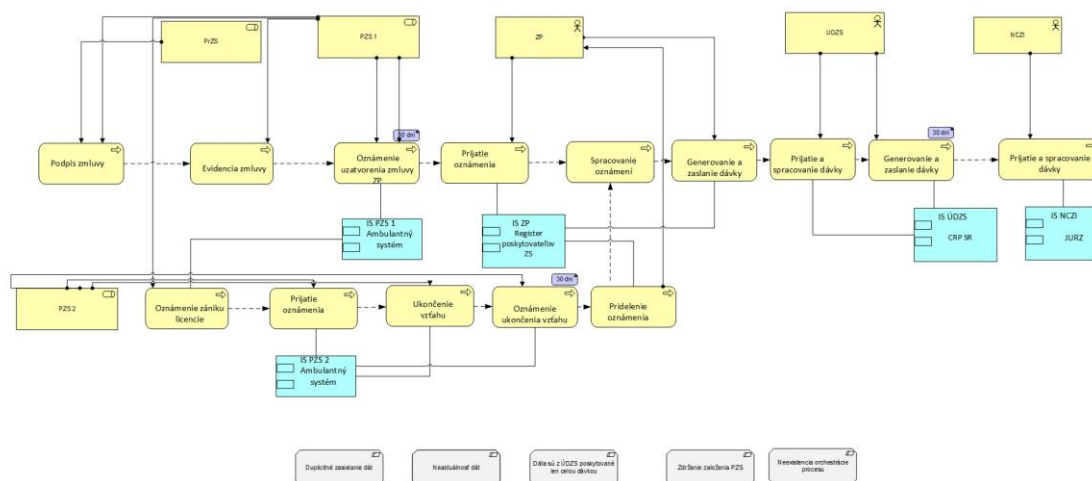 PrZS
PZS 1
ZP
UDZS
NCZI
30 dní
30 dní
Podpis zmluvy
Evidencia zmluvy
Oznámenie
uzatvorenia zmluvy
ZP
Prijatie
oznámenia
Spracovanie
oznámení
Generovanie a
zaslanie dávky
Prijatie a
spracovanie dávky
Generovanie a
zaslanie dávky
Prijatie a spracovanie
dávky
IS PZS 1
Ambulantný
systém
IS ZP
Register
poskytovateľov
ZS
IS ÚDZS
CRP SR
IS NCZI
JURZ
30 dní
PZS 2
Oznámenie zániku
licencie
Prijatie
oznámenia
Ukončenie
vzťahu
Oznámenie
ukončenia vzťahu
Pridelenie
oznámenia
IS PZS 2
Ambulantný
systém
Duplicitné zasielanie dát
Neaktuálnosť dát
Dáta sú z ÚDZS poskytované
len celou dávkou
Zdržanie založenia PZS
Neexistencia orchestrácie
procesu